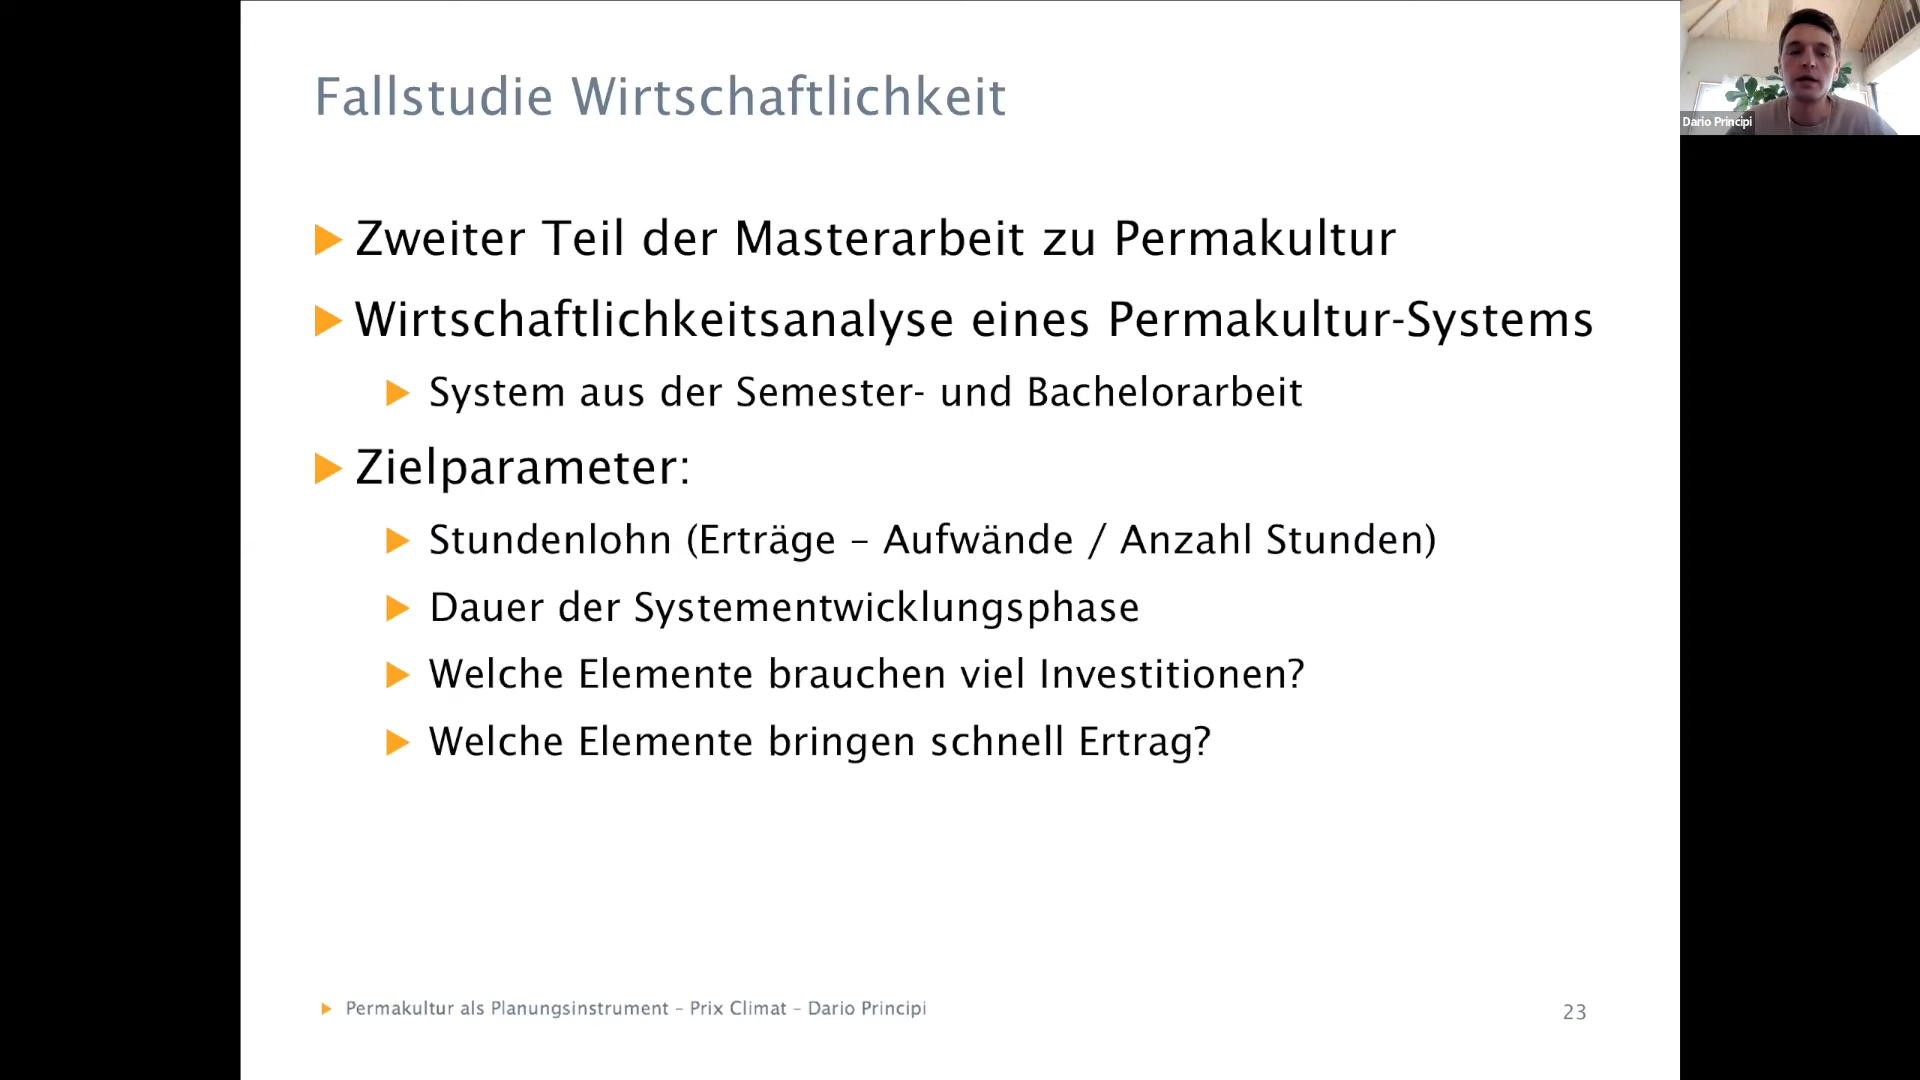 Fallstudie Wirtschaftlichkeit
Dario Principi
Zweiter Teil der Masterarbeit zu Permakultur
Wirtschaftlichkeitsanalyse eines Permakultur-Systems
System aus der Semester- und Bachelorarbeit
Zielparameter:
Stundenlohn (Erträge – Aufwände / Anzahl Stunden)
Dauer der Systementwicklungsphase
Welche Elemente brauchen viel Investitionen?
Welche Elemente bringen schnell Ertrag?
Permakultur als Planungsinstrument – Prix Climat – Dario Principi
23